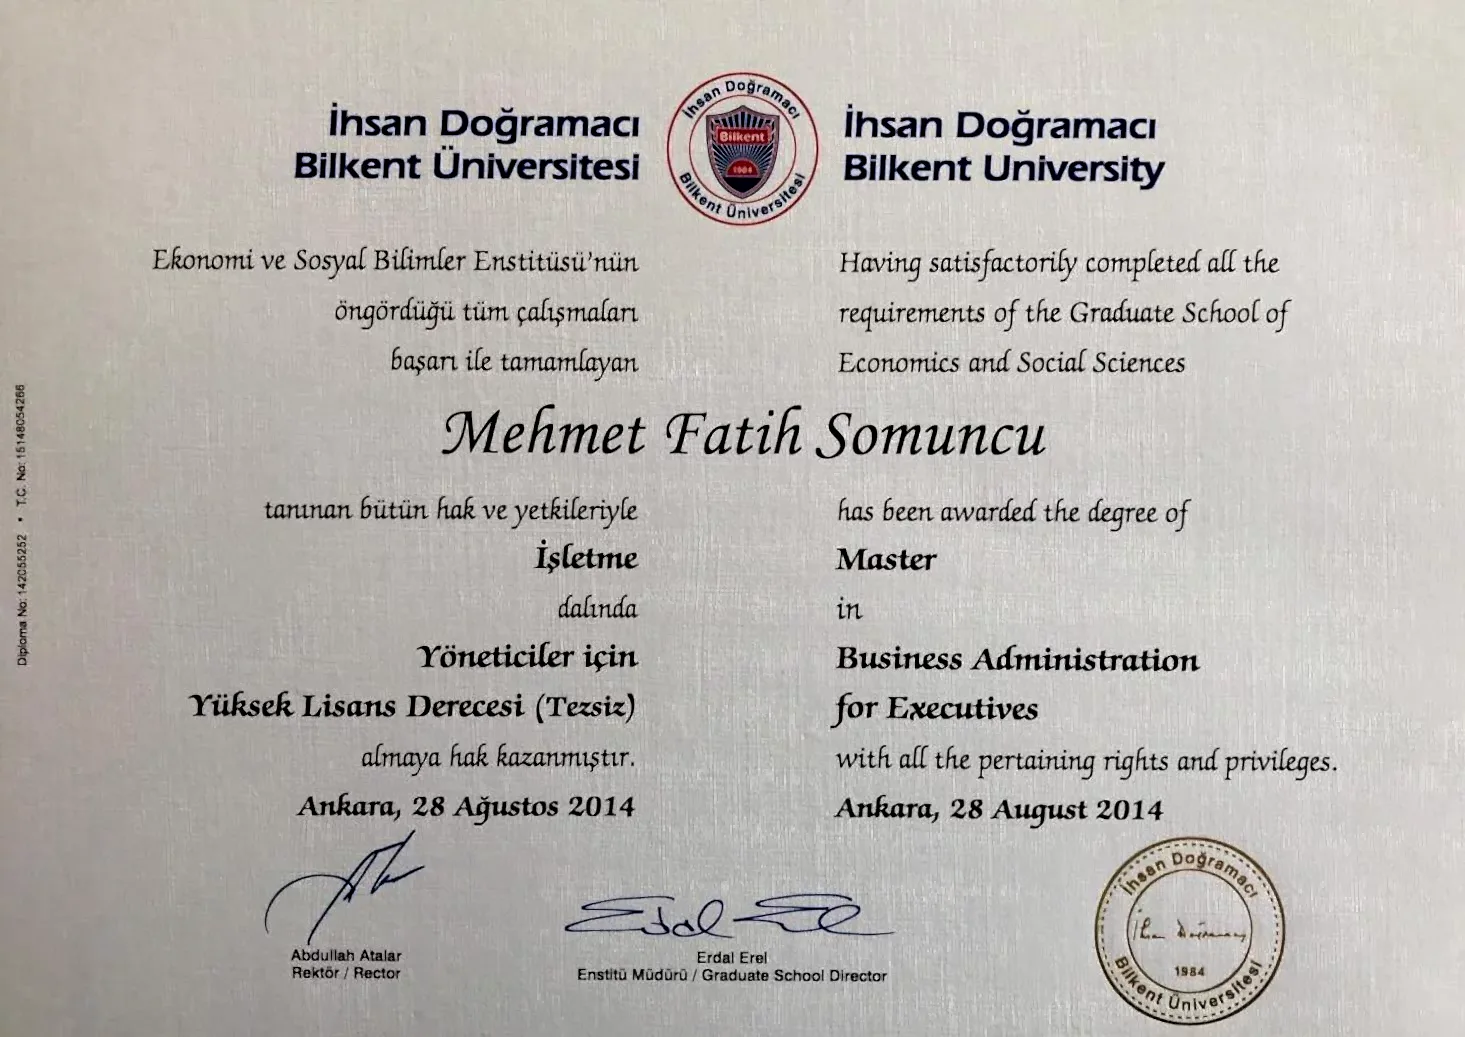 İhsan Doğramacı
Bilkent Üniversitesi
İhsan Doğramacı
Bilkent
1984
Bilkent Üniversitesi
İhsan Doğramacı
Bilkent University
Ekonomi ve Sosyal Bilimler Enstitüsü'nün
öngördüğü tüm çalışmaları
başarı ile tamamlayan
Having satisfactorily completed all the
requirements of the Graduate School of
Economics and Social Sciences
Mehmet Fatih Somuncu
tanınan bütün hak ve yetkileriyle
İşletme
dalında
Yöneticiler için
Yüksek Lisans Derecesi (Tezsiz)
almaya hak kazanmıştır.
Ankara, 28 Ağustos 2014
has been awarded the degree of
Master
in
Business Administration
for Executives
with all the pertaining rights and privileges.
Ankara, 28 August 2014
Abdullah Atalar
Rektör / Rector
Erdal Erel
Enstitü Müdürü / Graduate School Director
İhsan Doğramacı
İhsan Doğramacı
1984
Bilkent Üniversitesi
Diploma No: 142055252 • T.C. No: 15148054266